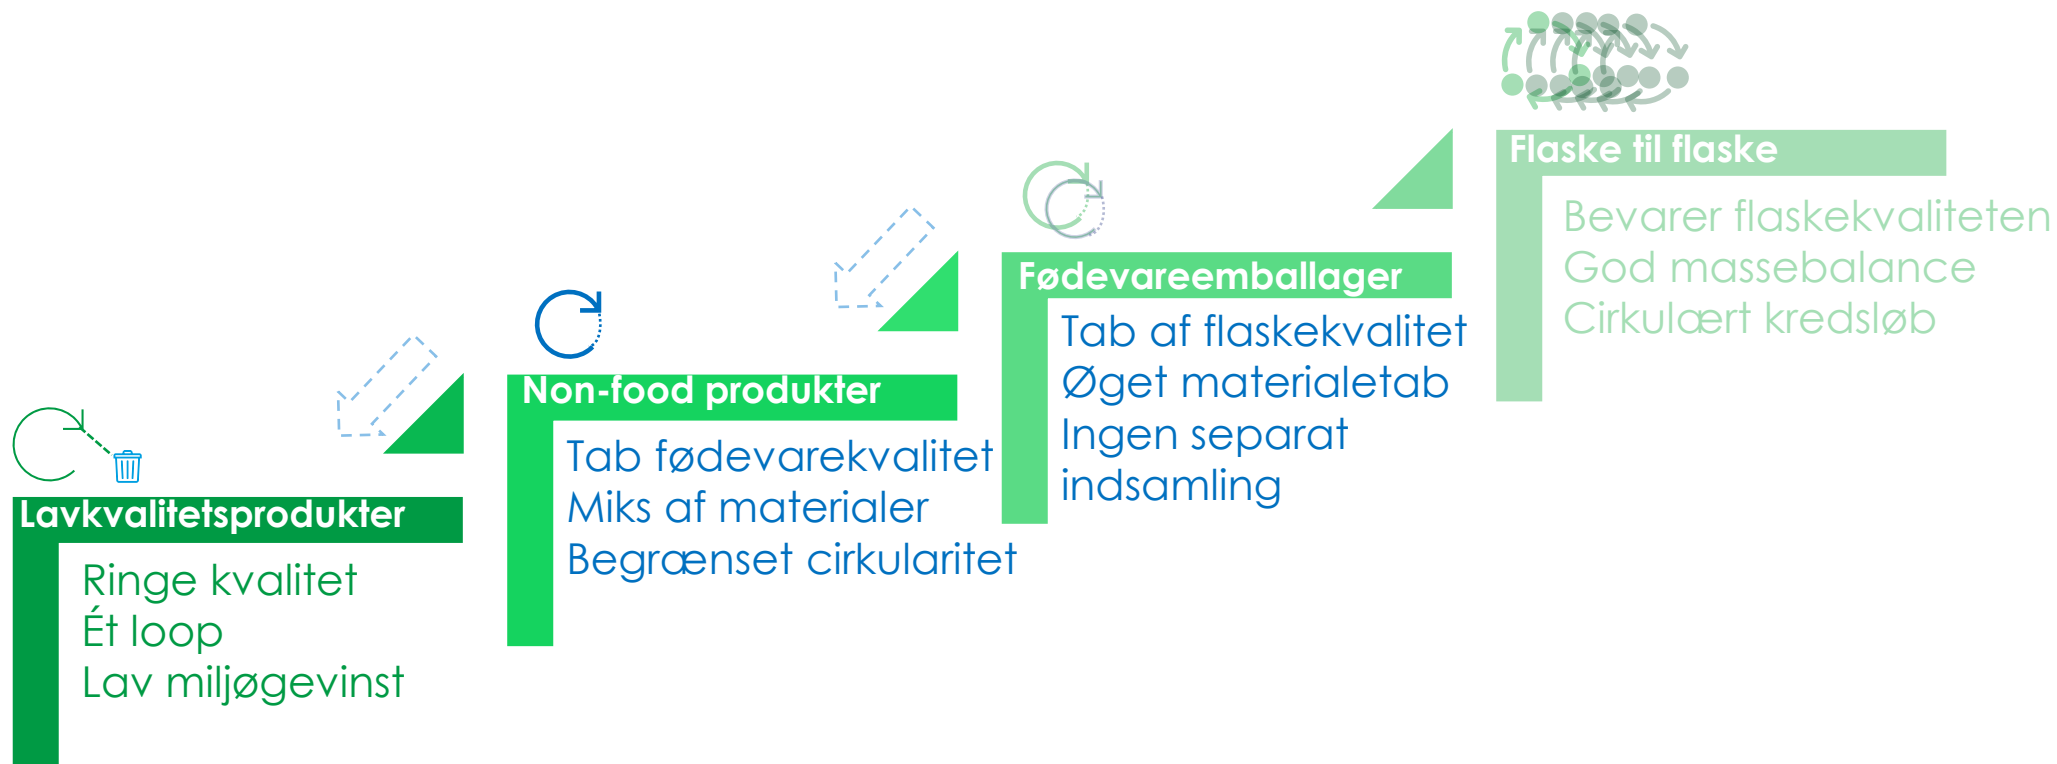 Flaske til flaske
Bevarer flaskekvaliteten
God massebalance
Cirkulært kredsløb
Fødevareemballager
Tab af flaskekvalitet
Øget materialetab
Ingen separat
indsamling
Non-food produkter
Tab fødevarekvalitet
Miks af materialer
Begrænset cirkularitet
Lavkvalitetsprodukter
Ringe kvalitet
Ét loop
Lav miljøgevinst